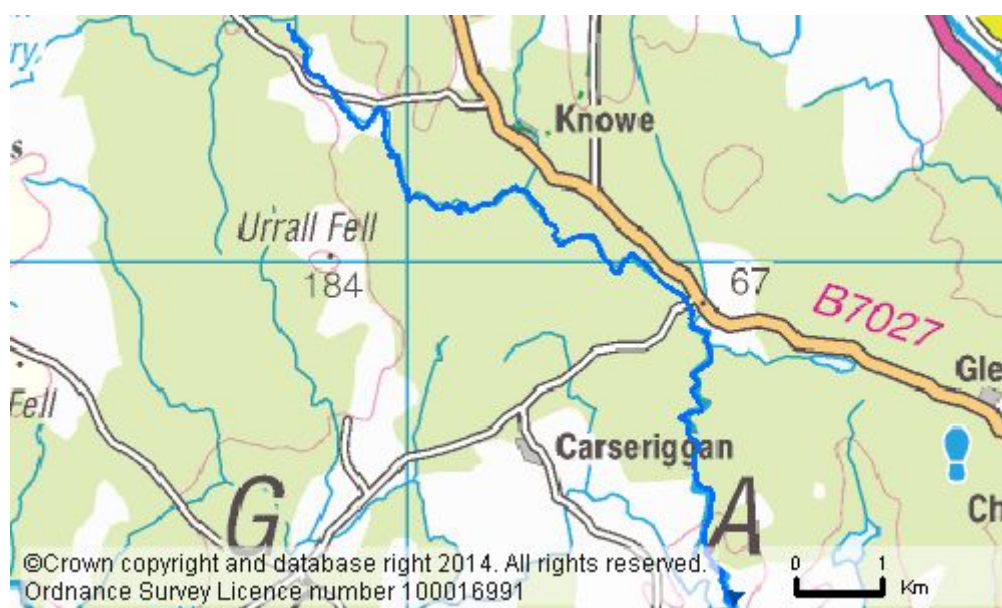 ry,
Knowe
s
Urrall Fell
184
67
B7027
Gle
Fell
Carseriggan
G
A
Ch
©Crown copyright and database right 2014. All rights reserved.
Ordnance Survey Licence number 100016991
0 1
Km